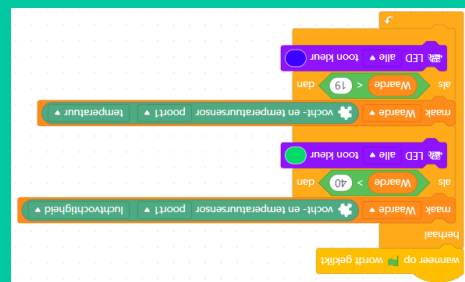 wanneer op wordt geklikt
herhaal
maak Waarde ▾ vocht- en temperatuursensor poort1 ▾ luchtvochtigheid ▾
als Waarde < 40 dan
LED alle ▾ toon kleur
maak Waarde ▾ vocht- en temperatuursensor poort1 ▾ temperatuur ▾
als Waarde > 19 dan
LED alle ▾ toon kleur